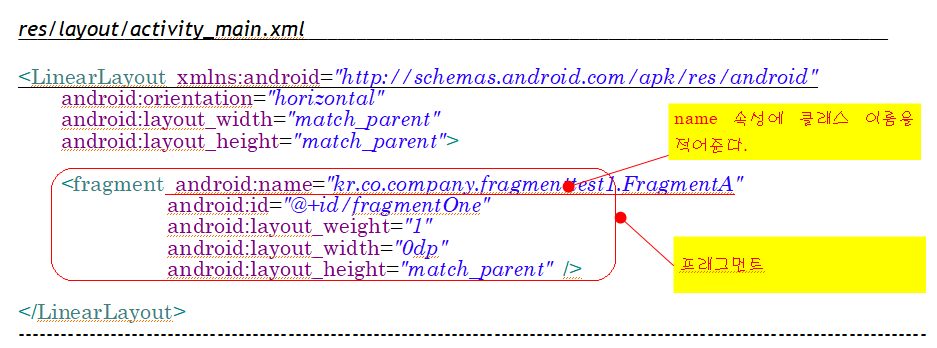 res/layout/activity_main.xml
<LinearLayout xmlns:android="http://schemas.android.com/apk/res/android"
android:orientation="horizontal"
android:layout_width="match_parent"
android:layout_height="match_parent">
name 속성에 클래스 이름을
적어준다.
<fragment android:name="kr.co.company.fragmenttest1.FragmentA"
android:id="@+id/fragmentOne"
android:layout_weight="1"
android:layout_width="0dp"
android:layout_height="match_parent" />
프래그먼트
</LinearLayout>